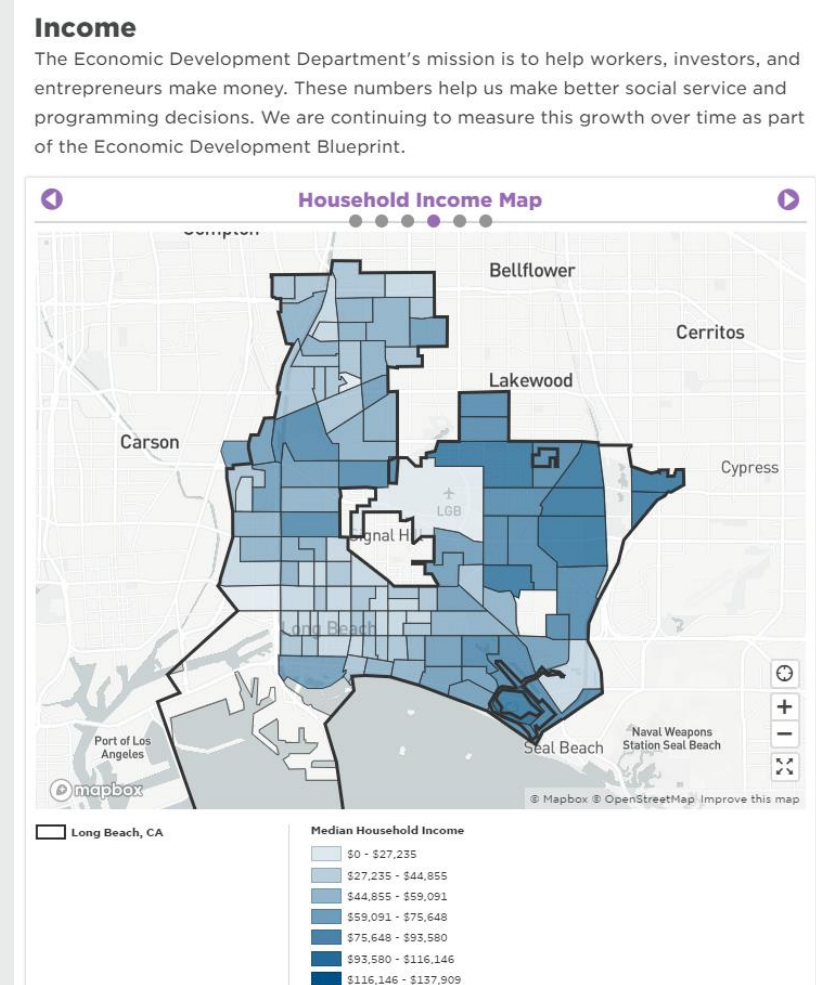 Income
The Economic Development Department's mission is to help workers, investors, and
entrepreneurs make money. These numbers help us make better social service and
programming decisions. We are continuing to measure this growth over time as part
of the Economic Development Blueprint.
Household Income Map
Compton
Bellflower
Cerritos
Lakewood
Carson
Cypress
LGB
Signal Hill
Long Beach
Port of Los
Angeles
Seal Beach
Naval Weapons
Station Seal Beach
mapbox
© Mapbox © OpenStreetMap Improve this map
Long Beach, CA
Median Household Income
$0 - $27,235
$27,235 - $44,855
$44,855 - $59,091
$59,091 - $75,648
$75,648 - $93,580
$93,580 - $116,146
$116,146 - $137,909